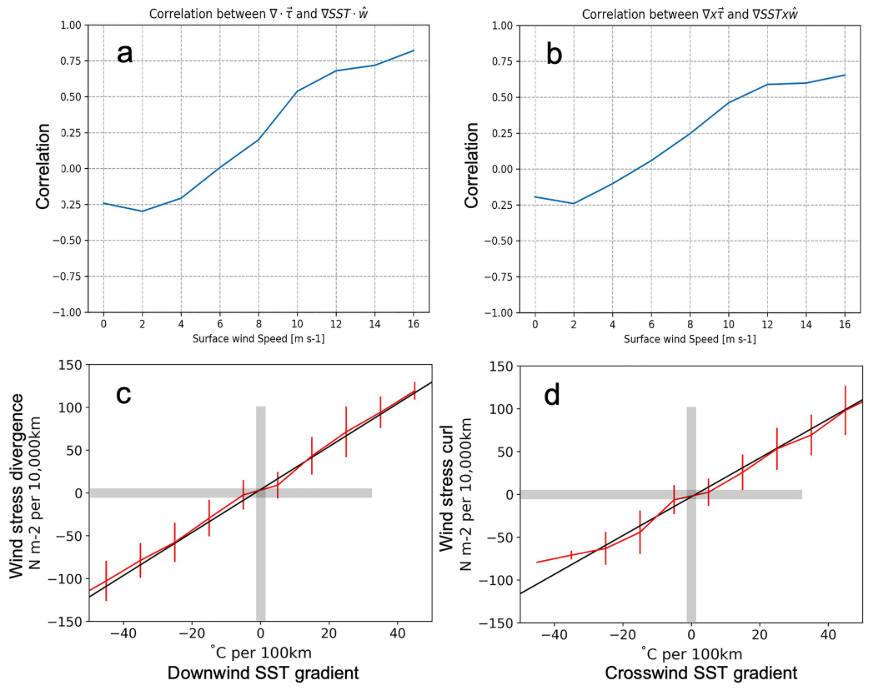 Correlation between ∇ · τ⃗ and ∇SST · ŵ
a
1.00
0.75
0.50
0.25
0.00
0.25
−0.50
−0.75
−1.00
Correlation
0 2 4 6 8 10 12 14 16
Surface wind Speed [m s-1]
Correlation between ∇xτ⃗ and ∇SSTxŵ
b
1.00
0.75
0.50
0.25
0.00
0.25
−0.50
−0.75
−1.00
Correlation
0 2 4 6 8 10 12 14 16
Surface wind Speed [m s-1]
c
150
100
50
0
−50
−100
−150
Wind stress divergence
N m-2 per 10,000km
−40 −20 0 20 40
°C per 100km
Downwind SST gradient
d
150
100
50
0
−50
−100
−150
Wind stress curl
N m-2 per 10,000km
−40 −20 0 20 40
°C per 100km
Crosswind SST gradient